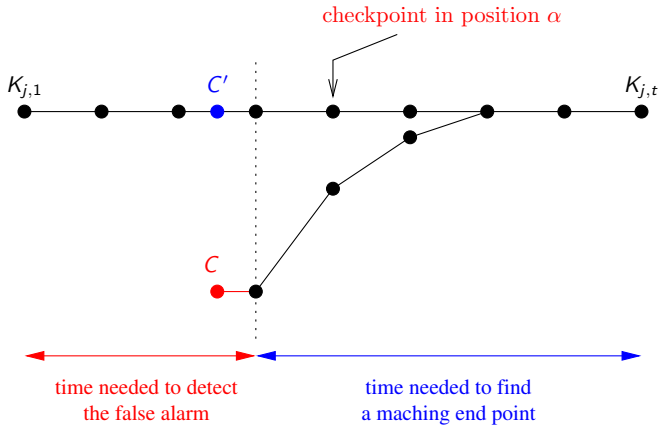 checkpoint in position α
K_{j,1}
C′
K_{j,t}
C
time needed to detect
the false alarm
time needed to find
a maching end point